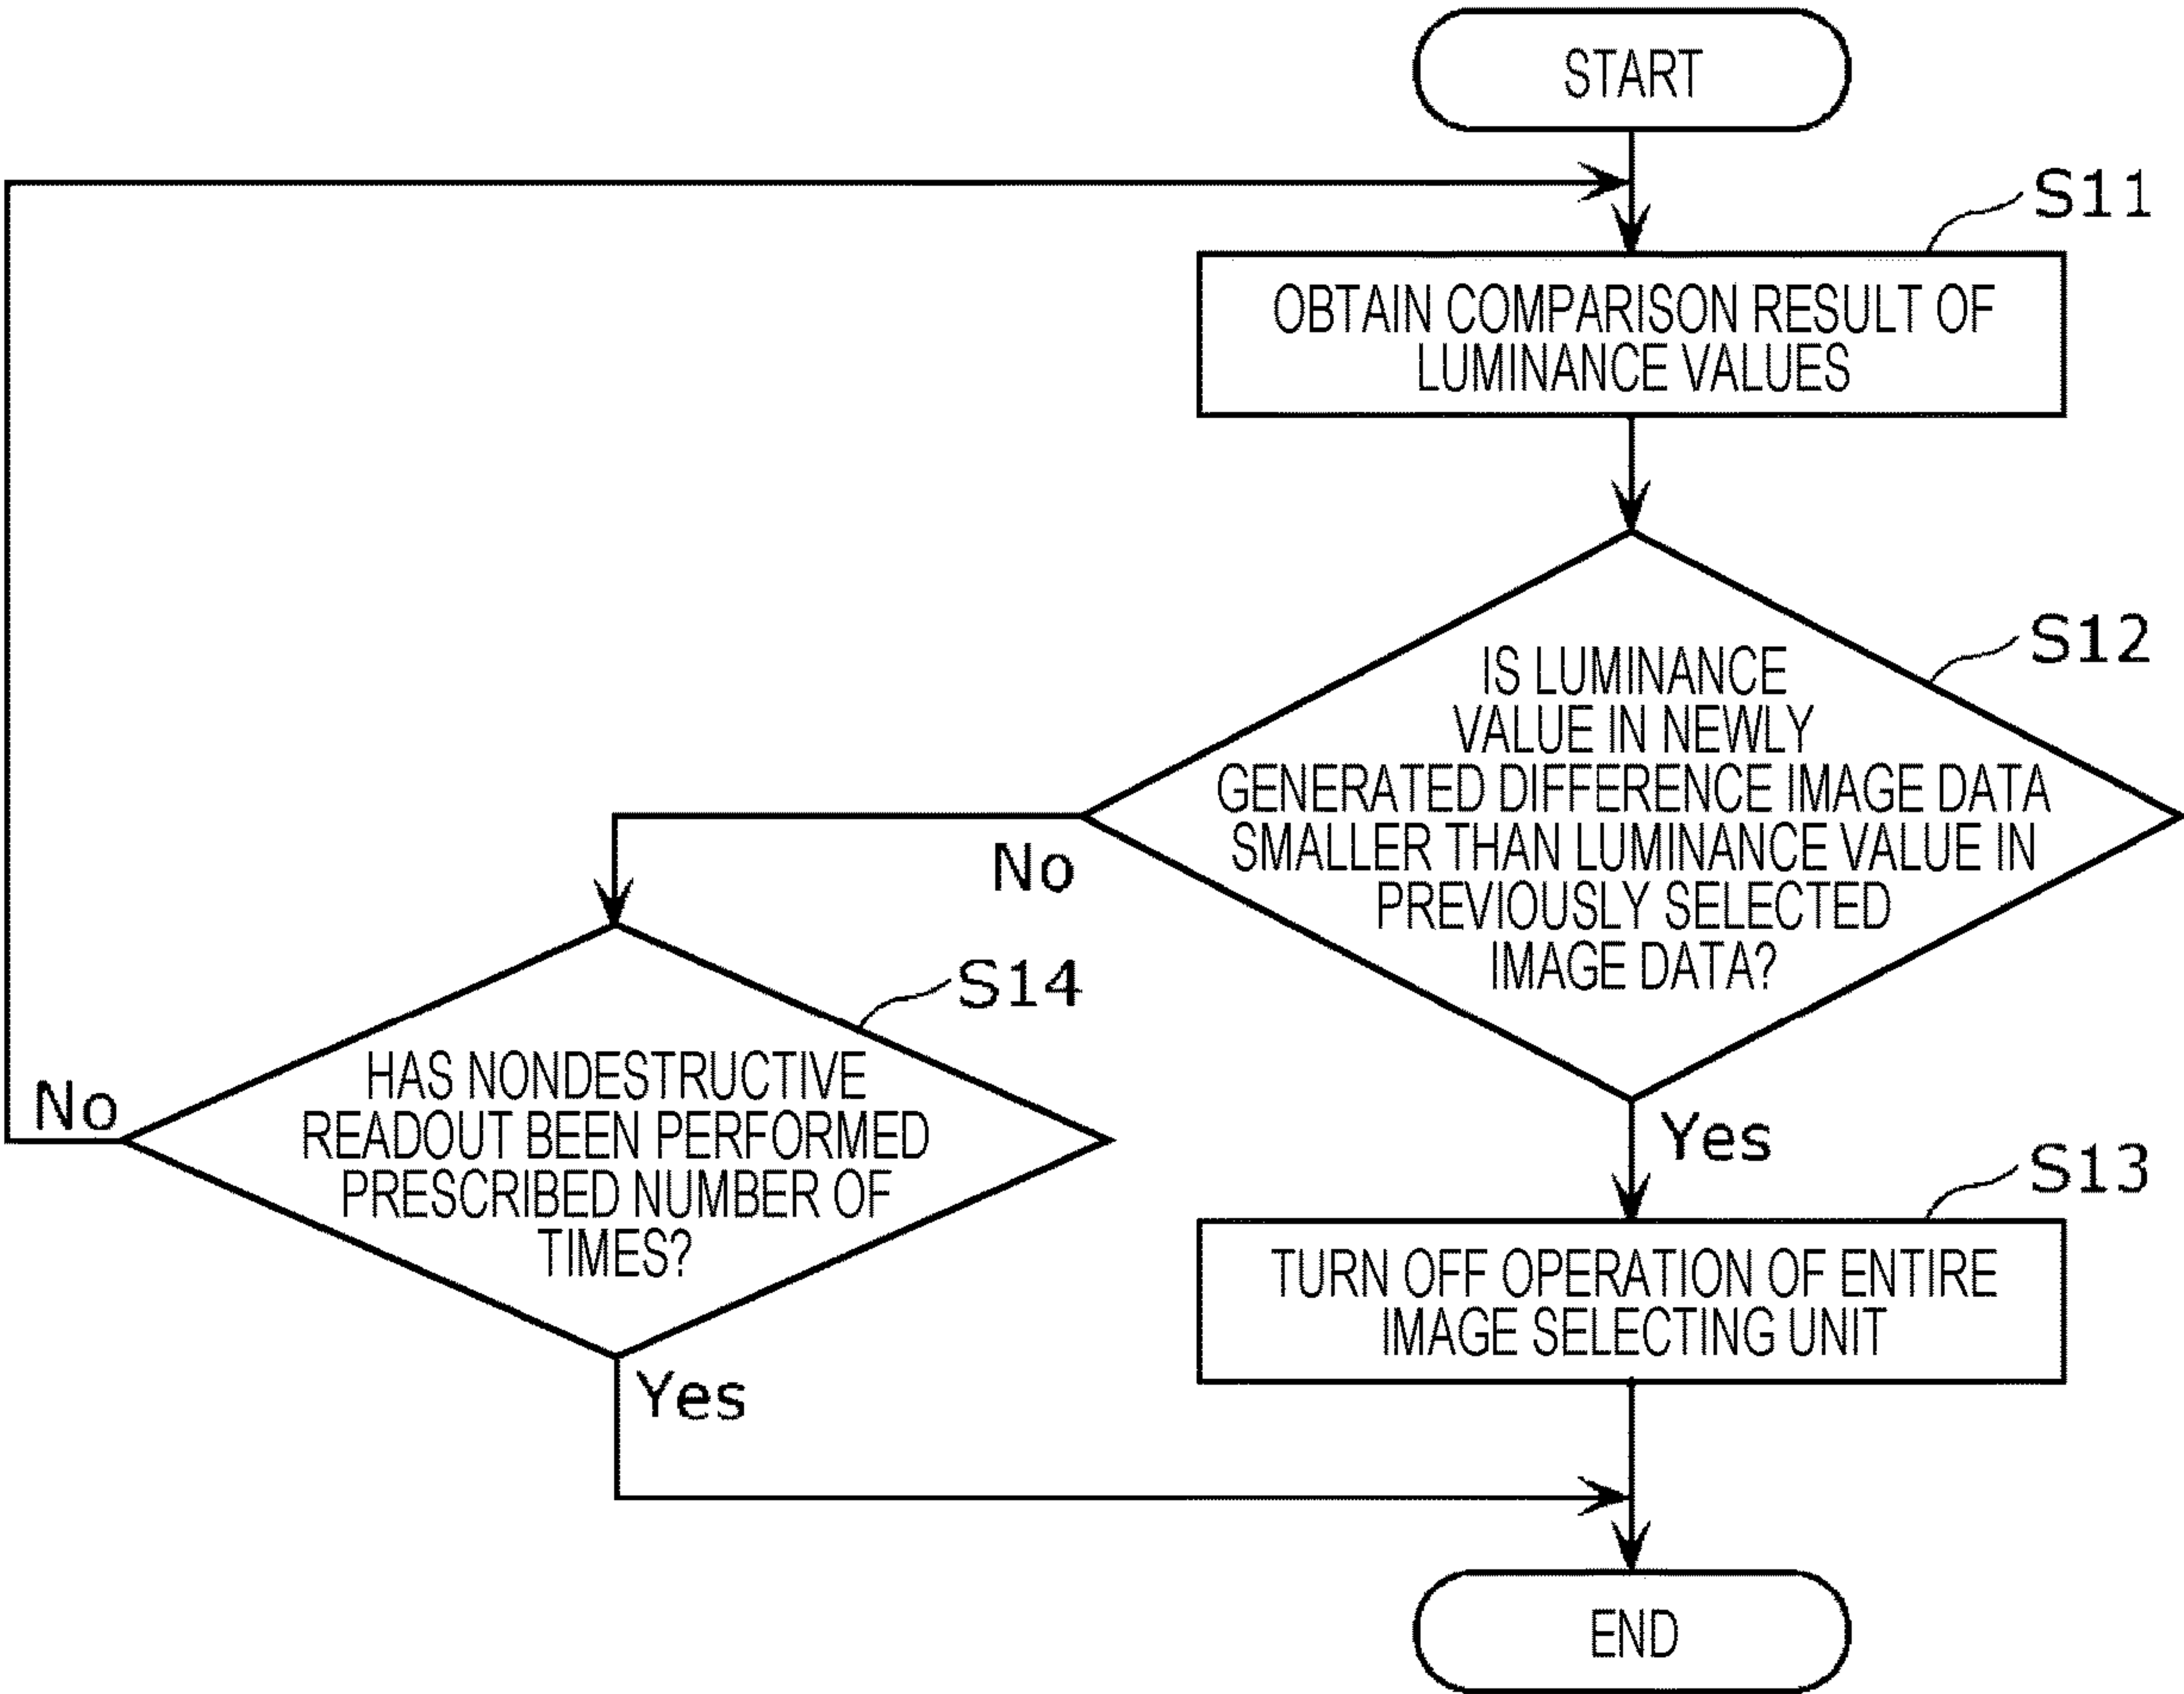 START
S11
OBTAIN COMPARISON RESULT OF
LUMINANCE VALUES
S12
IS LUMINANCE
VALUE IN NEWLY
GENERATED DIFFERENCE IMAGE DATA
SMALLER THAN LUMINANCE VALUE IN
PREVIOUSLY SELECTED
IMAGE DATA?
No
Yes
S14
HAS NONDESTRUCTIVE
READOUT BEEN PERFORMED
PRESCRIBED NUMBER OF
TIMES?
No
Yes
S13
TURN OFF OPERATION OF ENTIRE
IMAGE SELECTING UNIT
END